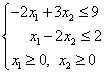 -2x₁+3x₂ ≤ 9
x₁-2x₂ ≤ 2
x₁ ≥ 0, x₂ ≥ 0